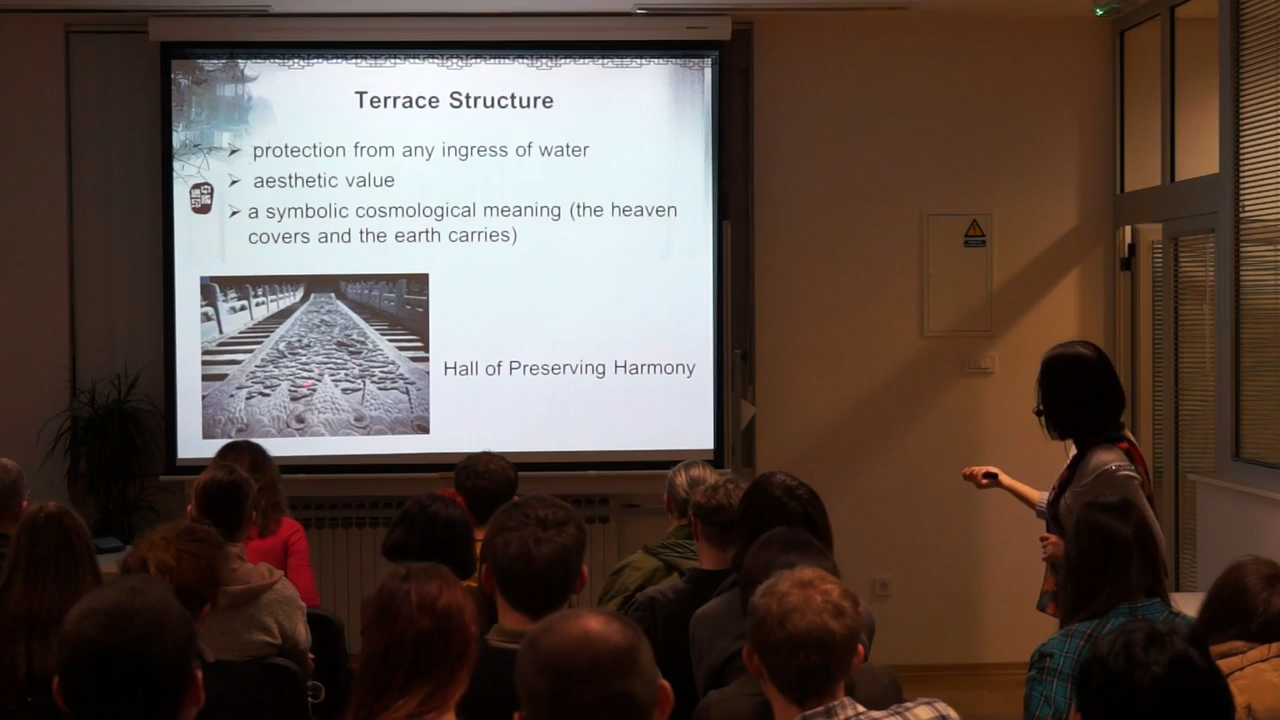 Terrace Structure
protection from any ingress of water
aesthetic value
a symbolic cosmological meaning (the heaven
covers and the earth carries)
Hall of Preserving Harmony